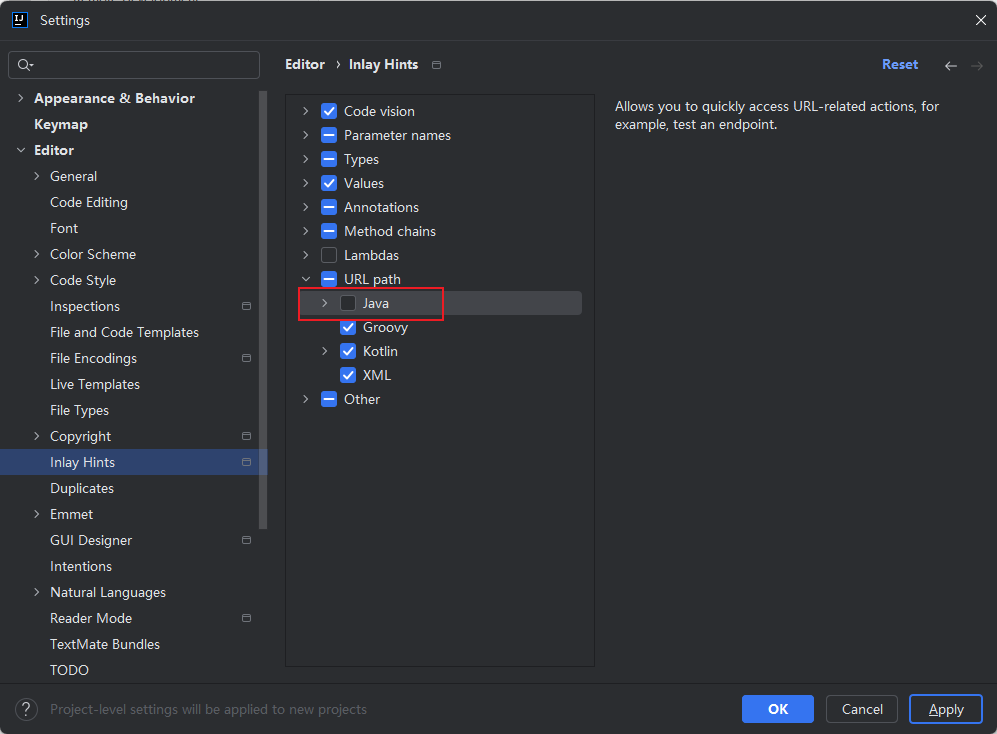 Settings
Editor › Inlay Hints
Reset
Appearance & Behavior
Keymap
Editor
General
Code Editing
Font
Color Scheme
Code Style
Inspections
File and Code Templates
File Encodings
Live Templates
File Types
Copyright
Inlay Hints
Duplicates
Emmet
GUI Designer
Intentions
Natural Languages
Reader Mode
TextMate Bundles
TODO
Code vision
Parameter names
Types
Values
Annotations
Method chains
Lambdas
URL path
Java
Groovy
Kotlin
XML
Other
Allows you to quickly access URL-related actions, for
example, test an endpoint.
? Project-level settings will be applied to new projects
OK
Cancel
Apply